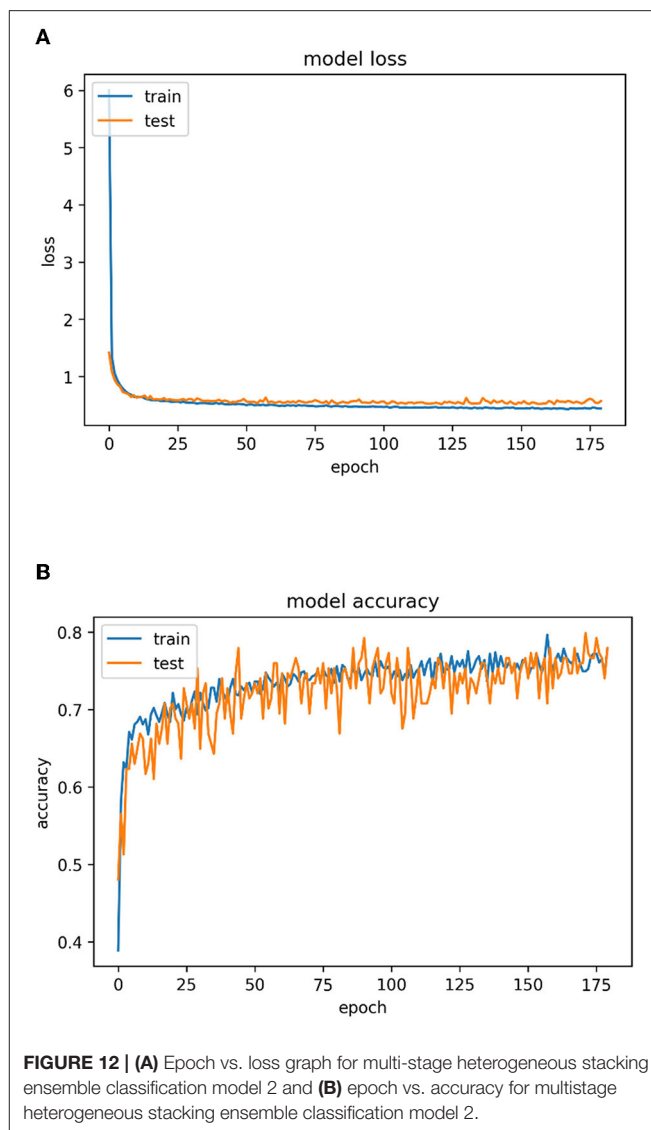 A
model loss
train
test
6
5
4
3
2
1
loss
0
25
50
75
100
125
150
175
epoch
B
model accuracy
train
test
0.8
0.7
0.6
0.5
0.4
accuracy
0
25
50
75
100
125
150
175
epoch
FIGURE 12 | (A) Epoch vs. loss graph for multi-stage heterogeneous stacking
ensemble classification model 2 and (B) epoch vs. accuracy for multistage
heterogeneous stacking ensemble classification model 2.